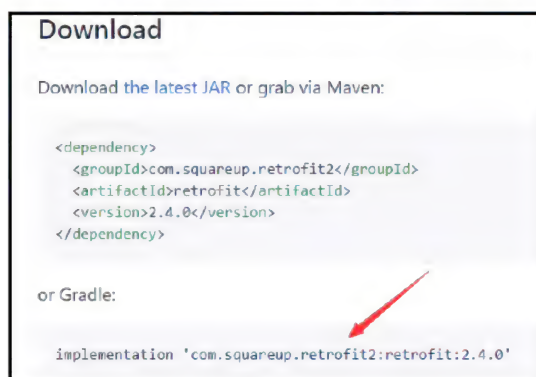 Download
Download the latest JAR or grab via Maven:
<dependency>
<groupId>com.squareup.retrofit2</groupId>
<artifactId>retrofit</artifactId>
<version>2.4.0</version>
</dependency>
or Gradle:
implementation 'com.squareup.retrofit2:retrofit:2.4.0'